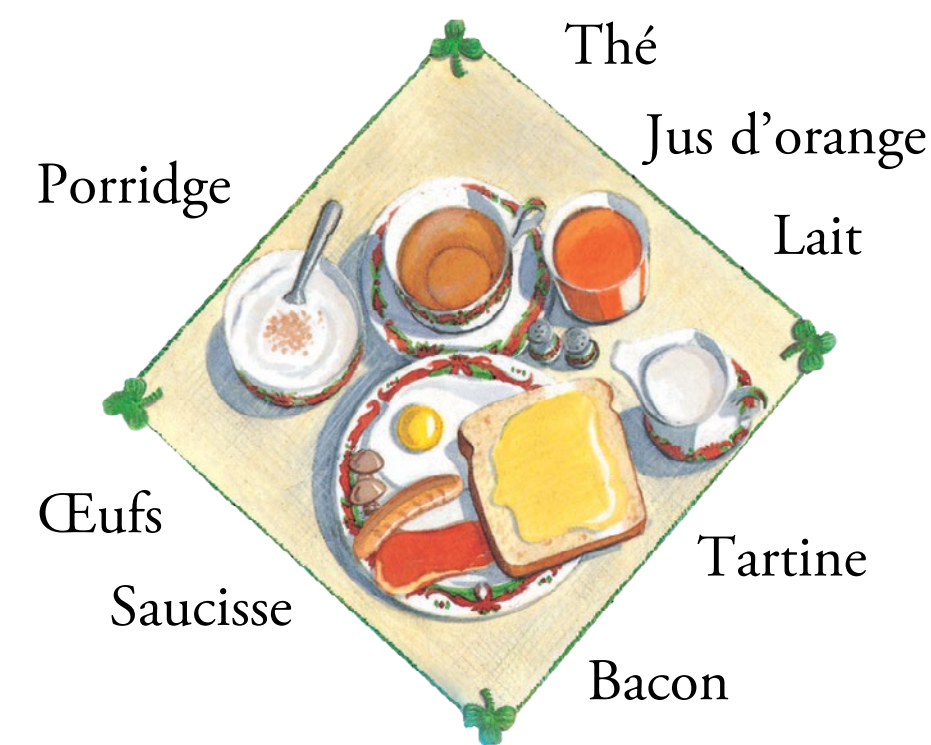 Thé
Jus d’orange
Porridge
Lait
Œufs
Tartine
Saucisse
Bacon